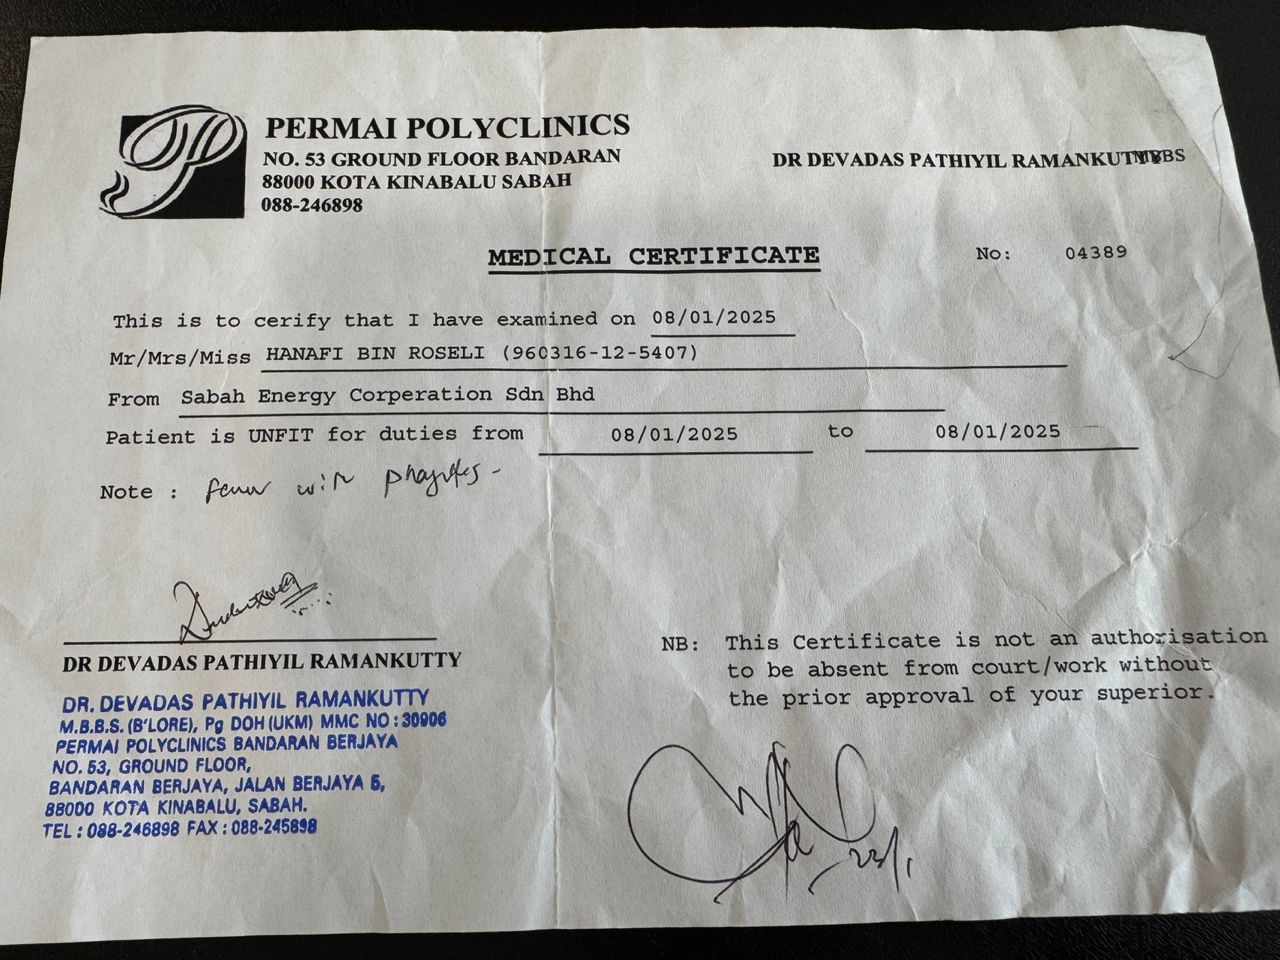 PERMAI POLYCLINICS
NO. 53 GROUND FLOOR BANDARAN
88000 KOTA KINABALU SABAH
088-246898
DR DEVADAS PATHIYIL RAMANKUTTY MBBS
MEDICAL CERTIFICATE
No: 04389
This is to cerify that I have examined on 08/01/2025
Mr/Mrs/Miss HANAFI BIN ROSELI (960316-12-5407)
From Sabah Energy Corperation Sdn Bhd
Patient is UNFIT for duties from 08/01/2025 to 08/01/2025
Note :
DR DEVADAS PATHIYIL RAMANKUTTY
DR. DEVADAS PATHIYIL RAMANKUTTY
M.B.B.S. (B'LORE), Pg DOH (UKM) MMC NO : 30906
PERMAI POLYCLINICS BANDARAN BERJAYA
NO. 53, GROUND FLOOR,
BANDARAN BERJAYA, JALAN BERJAYA 5,
88000 KOTA KINABALU, SABAH.
TEL : 088-246898 FAX : 088-245898
NB: This Certificate is not an authorisation
to be absent from court/work without
the prior approval of your superior.
23/1